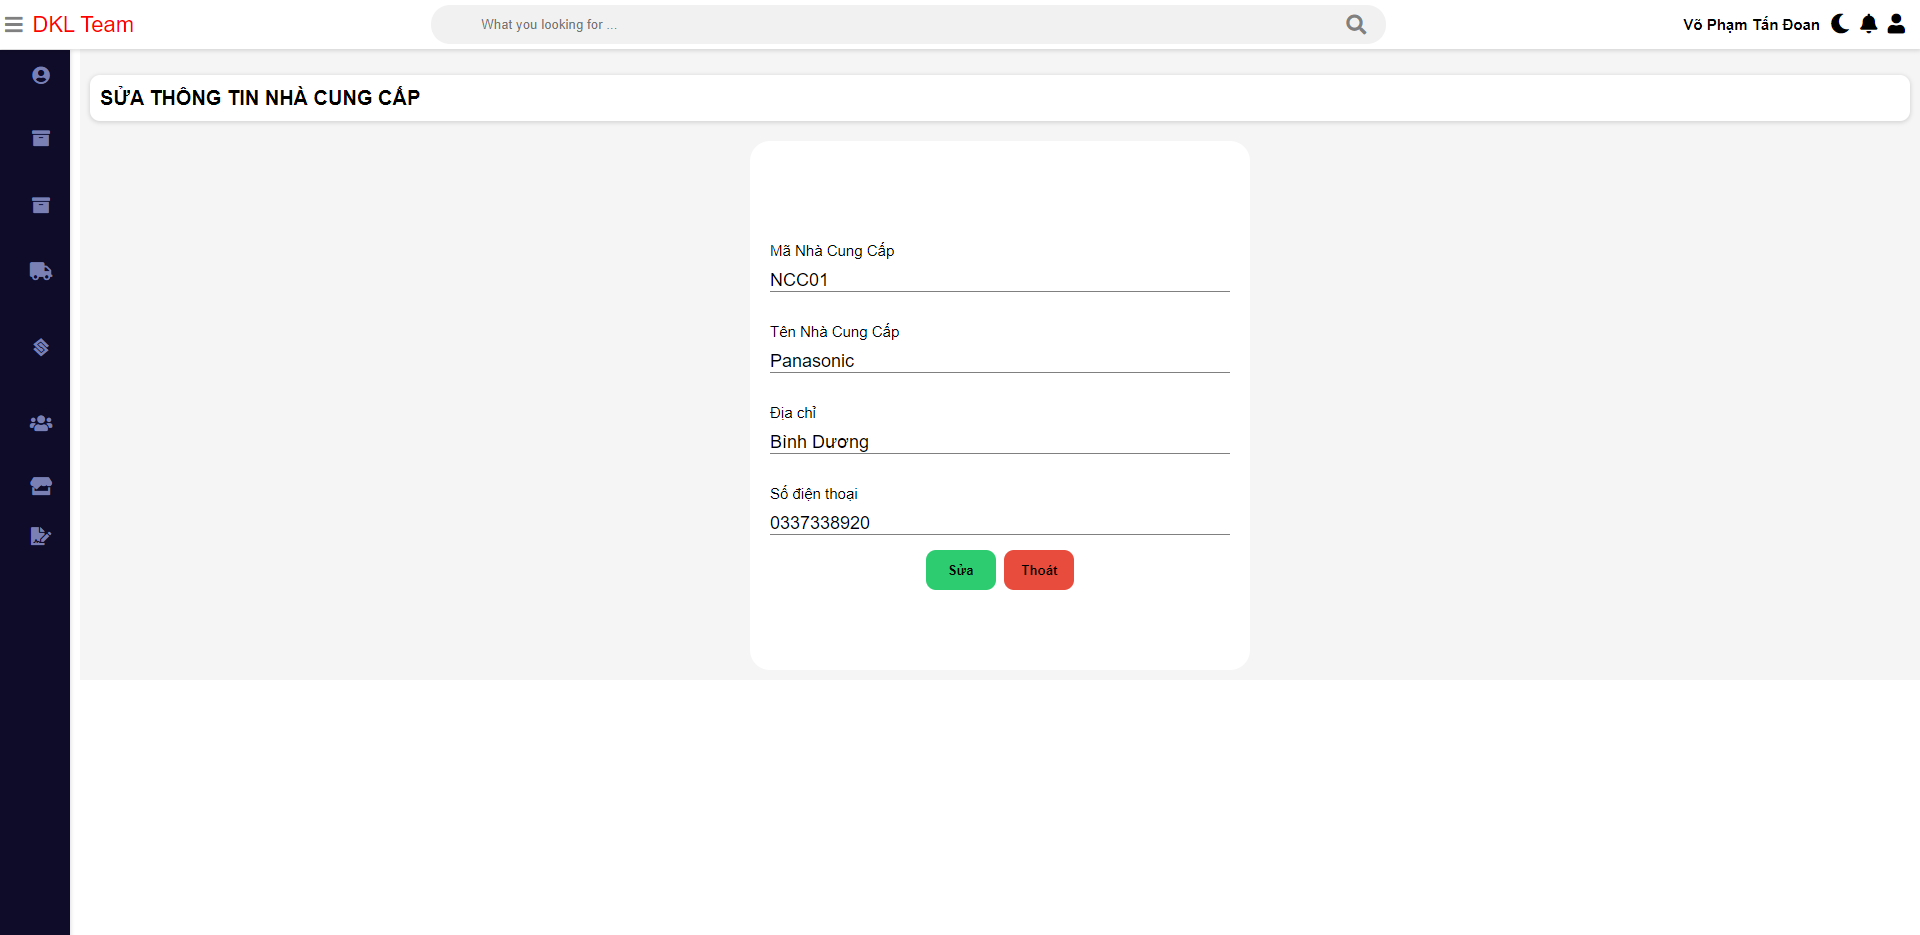 DKL Team
What you looking for ...
Võ Phạm Tấn Đoan
SỬA THÔNG TIN NHÀ CUNG CẤP
Mã Nhà Cung Cấp
NCC01
Tên Nhà Cung Cấp
Panasonic
Địa chỉ
Bình Dương
Số điện thoại
0337338920
Sửa
Thoát